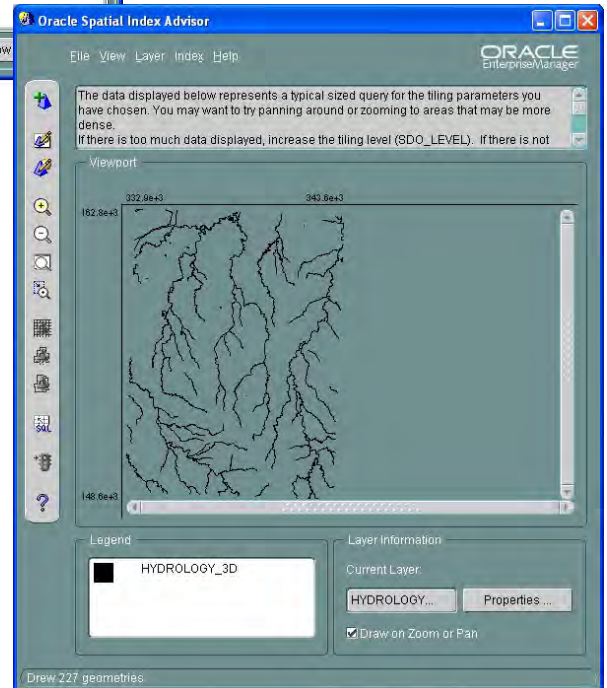 ow
Oracle Spatial Index Advisor
File View Layer Index Help
ORACLE
EnterpriseManager
The data displayed below represents a typical sized query for the tiling parameters you
have chosen. You may want to try panning around or zooming to areas that may be more
dense.
If there is too much data displayed, increase the tiling level (SDO_LEVEL). If there is not
Viewport
332.9e+3 343.6e+3
162.8e+3
148.6e+3
SQL
?
Legend
HYDROLOGY_3D
Layer Information
Current Layer:
HYDROLOGY... Properties ...
Draw on Zoom or Pan
Drew 227 geometries